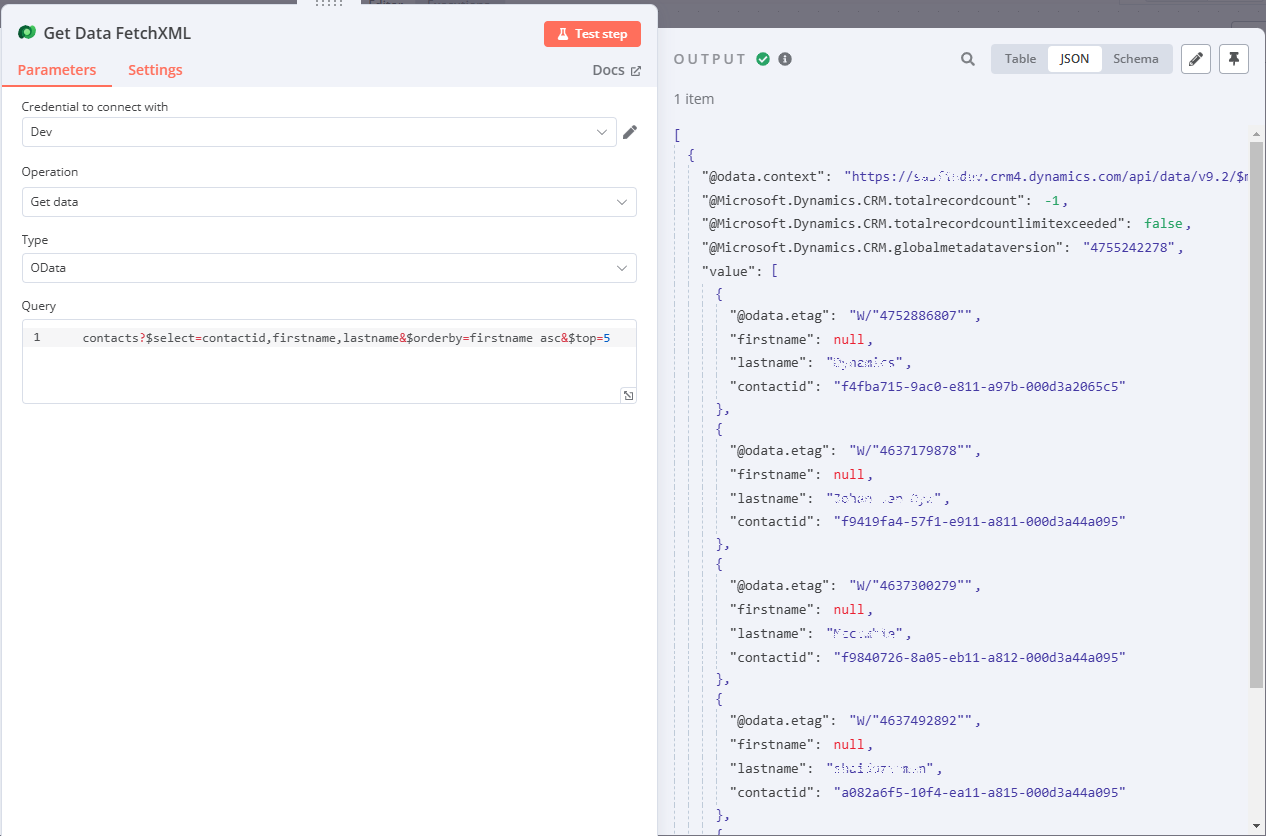 Get Data FetchXML
Test step
Parameters
Settings
Docs
Credential to connect with
Dev
Operation
Get data
Type
OData
Query
1 contacts?$select=contactid,firstname,lastname&$orderby=firstname asc&$top=5
OUTPUT
Table
JSON
Schema
1 item
[
{
"@odata.context": "https://
.crm4.dynamics.com/api/data/v9.2/$m
"@Microsoft.Dynamics.CRM.totalrecordcount": -1,
"@Microsoft.Dynamics.CRM.totalrecordcountlimitexceeded": false,
"@Microsoft.Dynamics.CRM.globalmetadataversion": "4755242278",
"value": [
{
"@odata.etag": "W/"4752886807"",
"firstname": null,
"lastname": "Dynamics",
"contactid": "f4fba715-9ac0-e811-a97b-000d3a2065c5"
},
{
"@odata.etag": "W/"4637179878"",
"firstname": null,
"lastname":
"contactid": "f9419fa4-57f1-e911-a811-000d3a44a095"
},
{
"@odata.etag": "W/"4637300279"",
"firstname": null,
"lastname":
"contactid": "f9840726-8a05-eb11-a812-000d3a44a095"
},
{
"@odata.etag": "W/"4637492892"",
"firstname": null,
"lastname":
"contactid": "a082a6f5-10f4-ea11-a815-000d3a44a095"
},
{